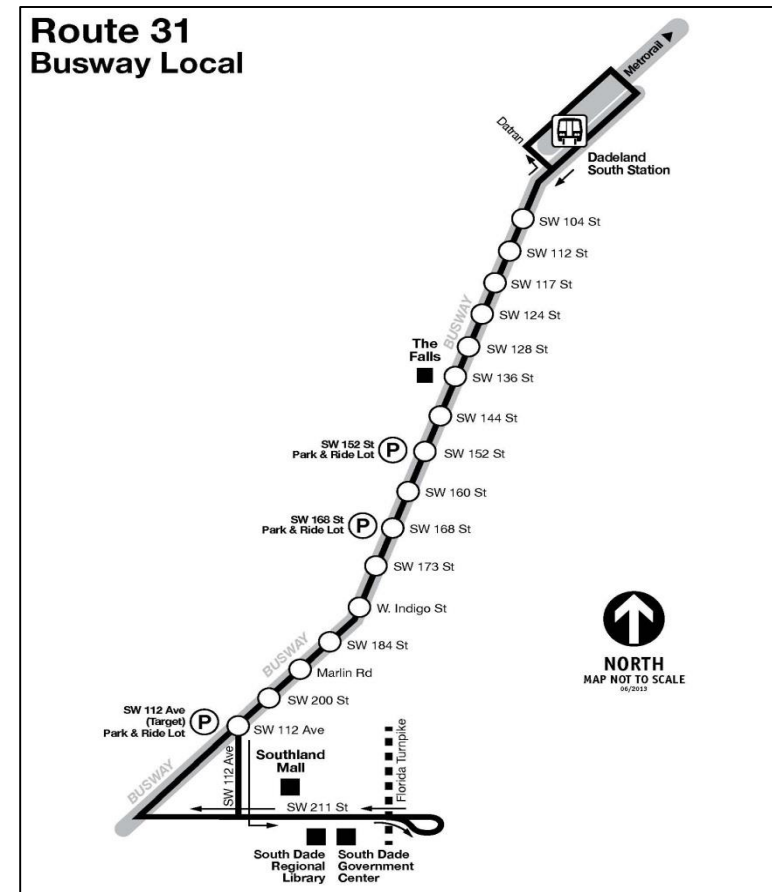 Route 31
Busway Local
Metrorail
Datran
Dadeland
South Station
SW 104 St
SW 112 St
SW 117 St
SW 124 St
BUSWAY
SW 128 St
The
Falls
SW 136 St
SW 144 St
SW 152 St
Park & Ride Lot
P
SW 152 St
SW 160 St
SW 168 St
Park & Ride Lot
P
SW 168 St
SW 173 St
W. Indigo St
SW 184 St
BUSWAY
Marlin Rd
SW 200 St
NORTH
MAP NOT TO SCALE
06/2013
SW 112 Ave
(Target)
Park & Ride Lot
P
SW 112 Ave
SW 112 Ave
Southland
Mall
Florida Turnpike
BUSWAY
SW 211 St
South Dade
Regional
Library
South Dade
Government
Center